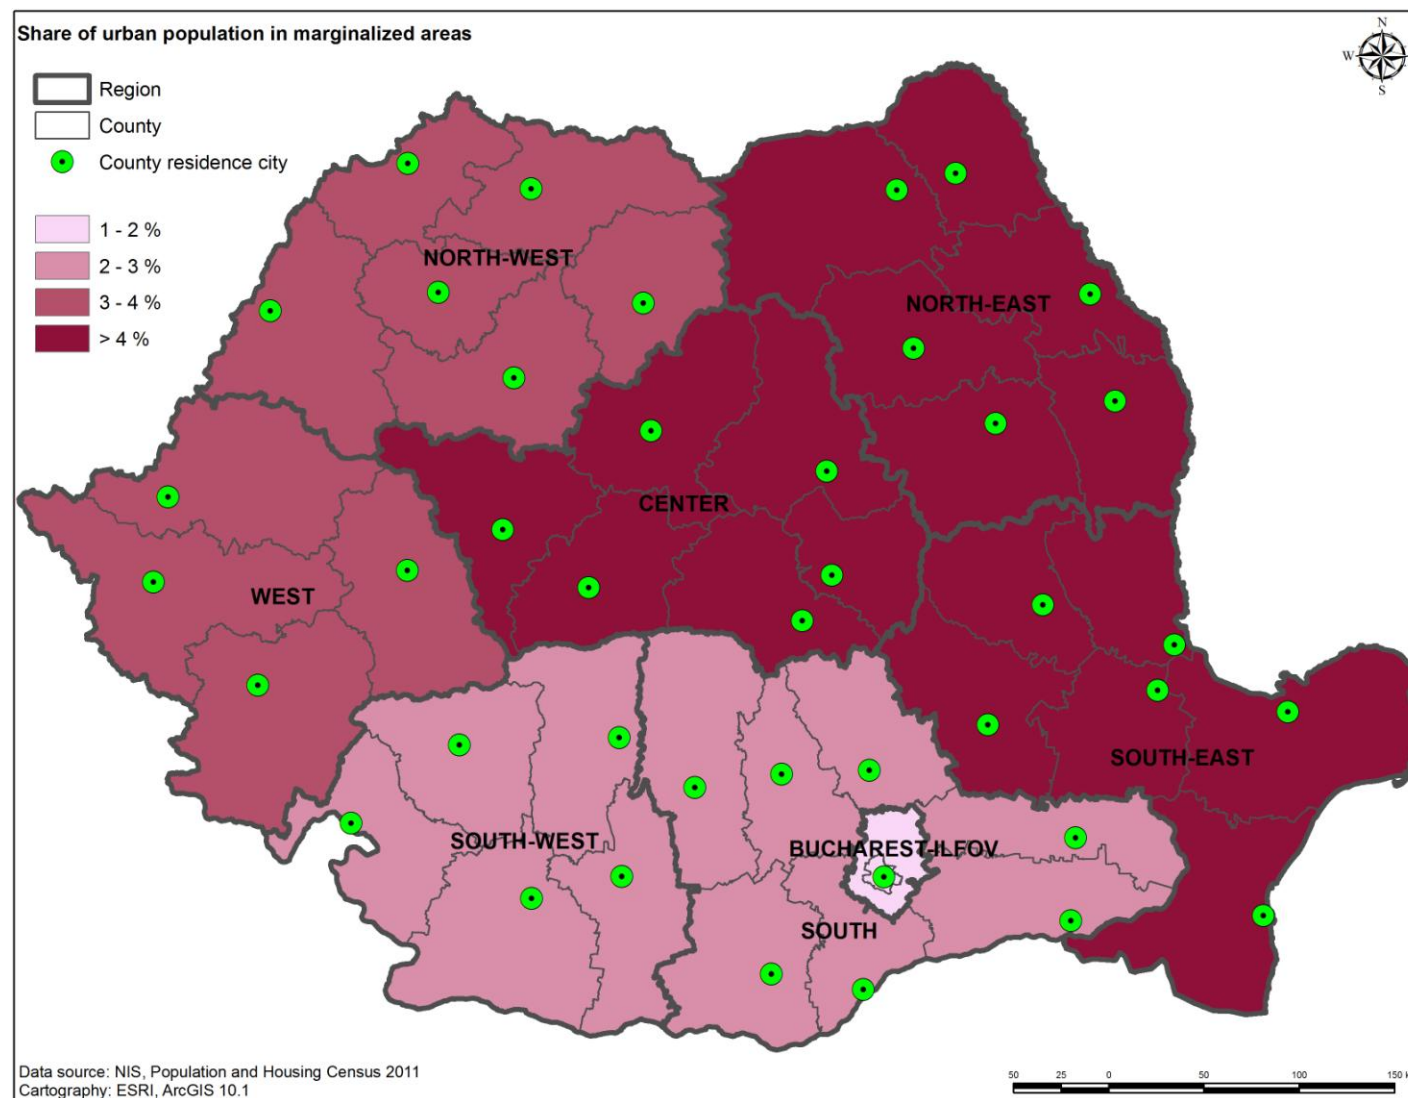 Share of urban population in marginalized areas
N
W
S
Region
County
County residence city
1 - 2 %
2 - 3 %
3 - 4 %
> 4 %
NORTH-WEST
NORTH-EAST
CENTER
WEST
SOUTH-EAST
SOUTH-WEST
BUCHAREST-ILFOV
SOUTH
Data source: NIS, Population and Housing Census 2011
Cartography: ESRI, ArcGIS 10.1
50 25 0 50 100 150 k